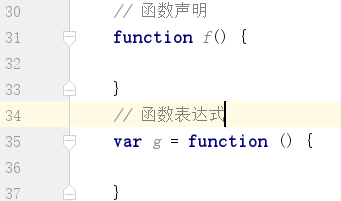 30 // 函数声明
31 function f() {
32
33 }
34 // 函数表达式
35 var g = function () {
36
37 }